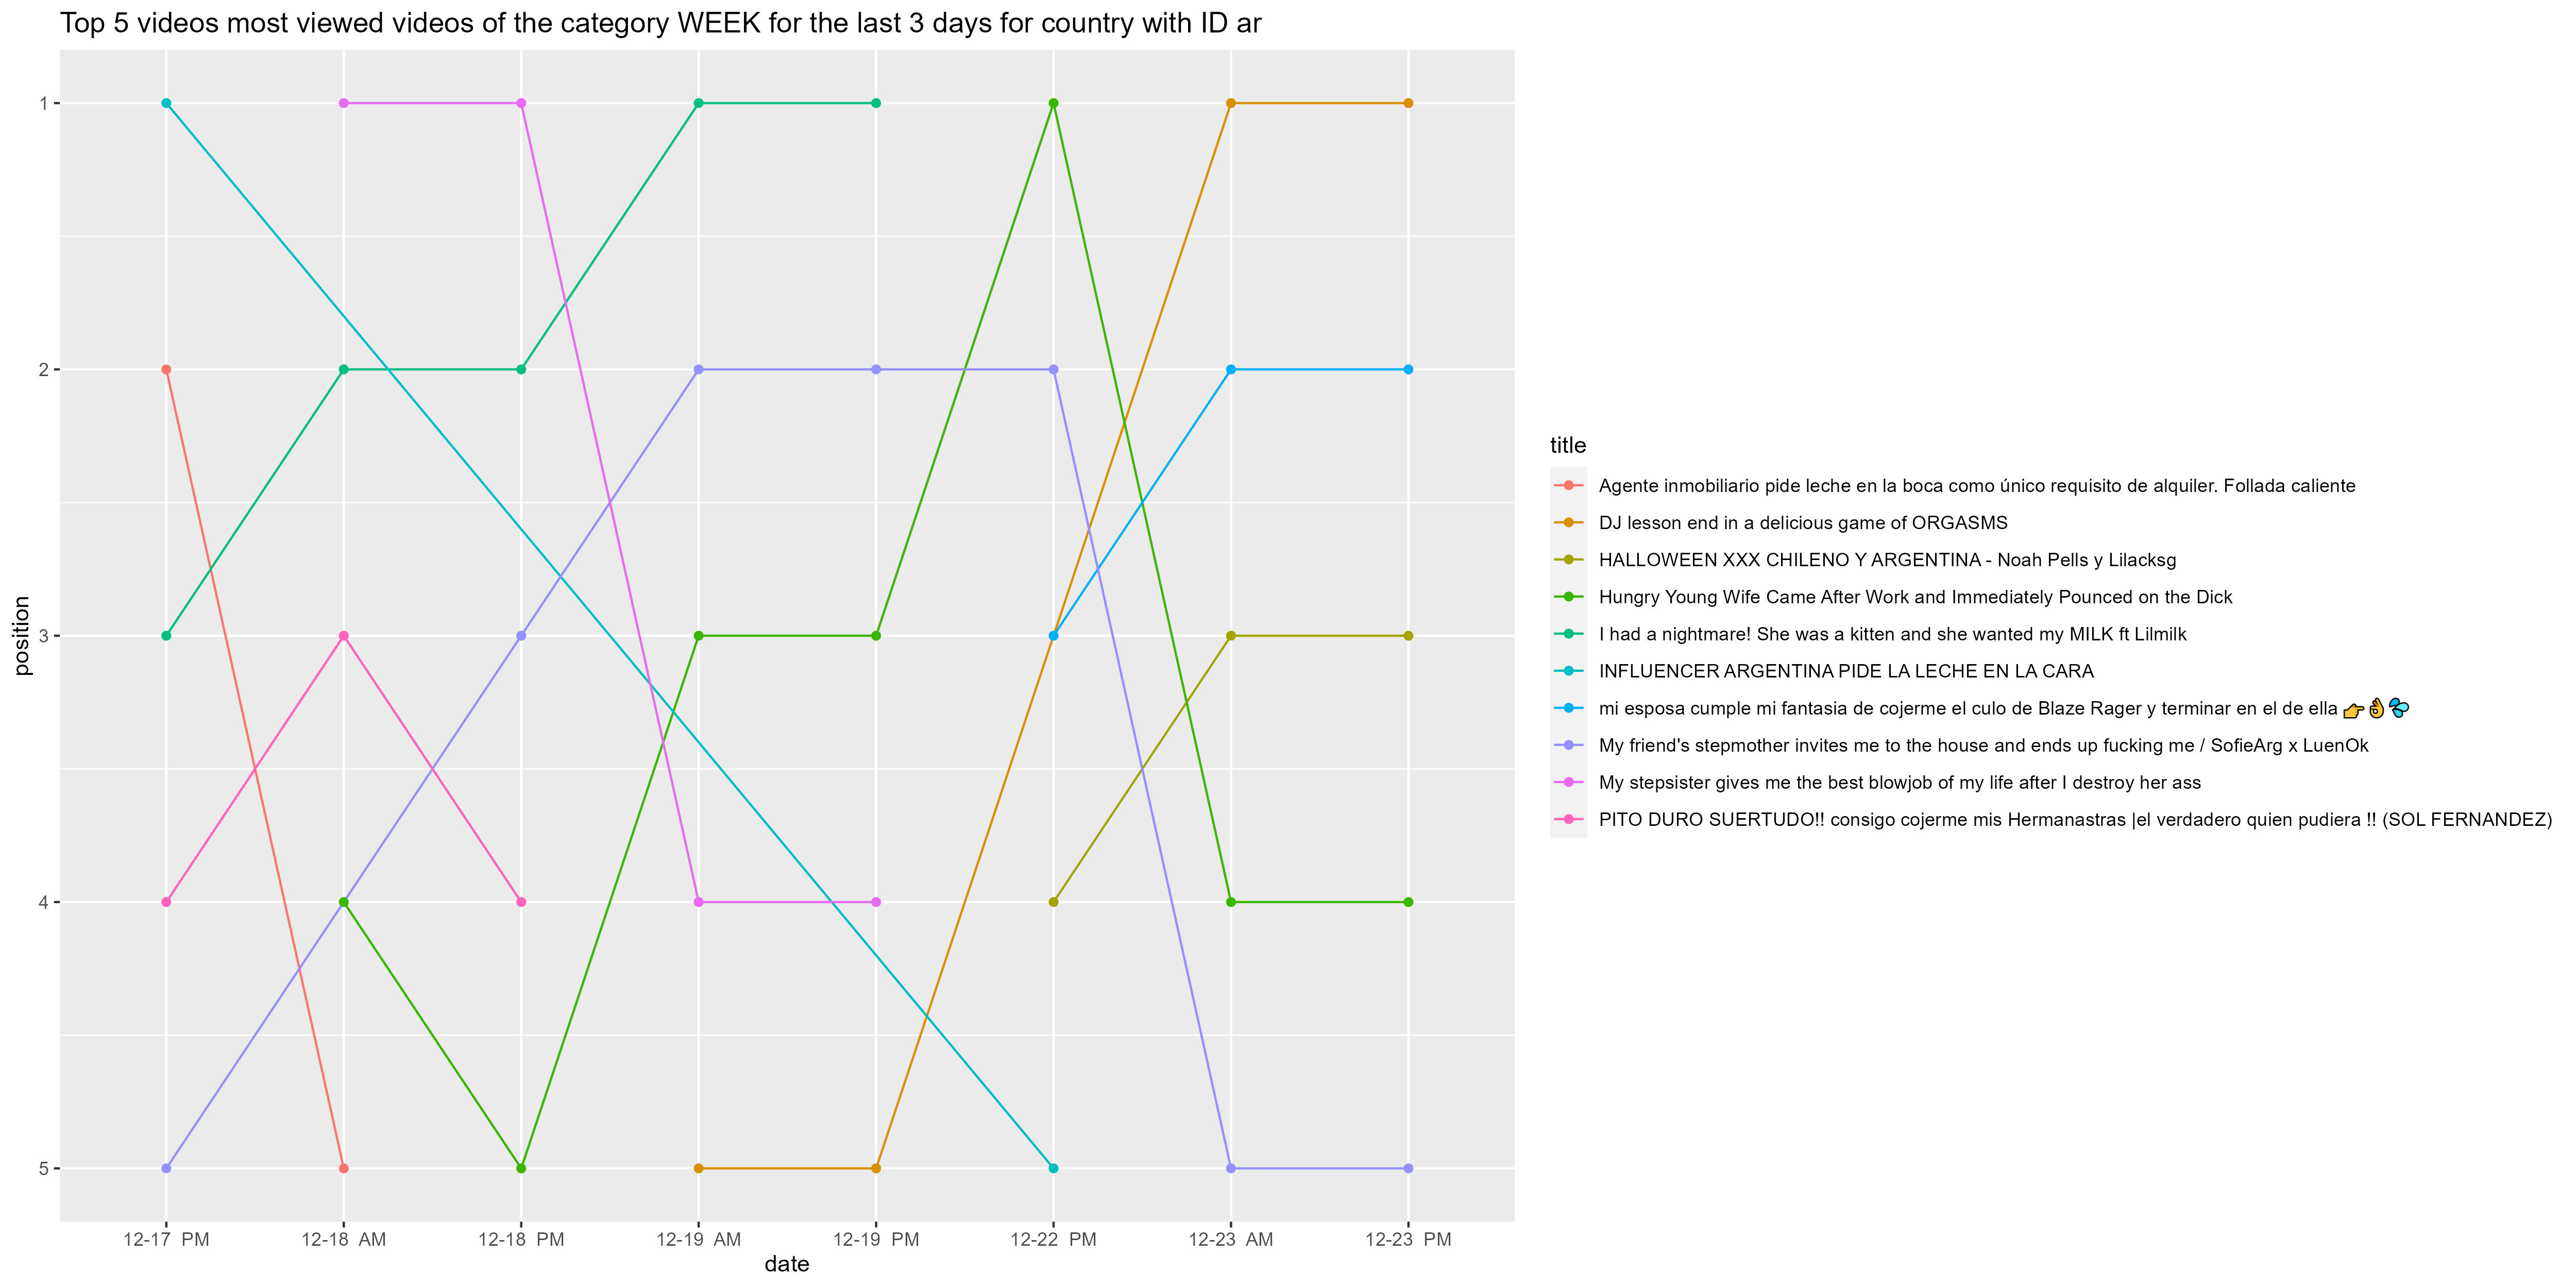 Top 5 videos most viewed videos of the category WEEK for the last 3 days for country with ID ar
position
1
2
3
4
5
12-17 PM
12-18 AM
12-18 PM
12-19 AM
12-19 PM
12-22 PM
12-23 AM
12-23 PM
date
title
Agente inmobiliario pide leche en la boca como único requisito de alquiler. Follada caliente
DJ lesson end in a delicious game of ORGASMS
HALLOWEEN XXX CHILENO Y ARGENTINA - Noah Pells y Lilacksg
Hungry Young Wife Came After Work and Immediately Pounced on the Dick
I had a nightmare! She was a kitten and she wanted my MILK ft Lilmilk
INFLUENCER ARGENTINA PIDE LA LECHE EN LA CARA
mi esposa cumple mi fantasia de cojerme el culo de Blaze Rager y terminar en el de ella 👉👌💦
My friend's stepmother invites me to the house and ends up fucking me / SofieArg x LuenOk
My stepsister gives me the best blowjob of my life after I destroy her ass
PITO DURO SUERTUDO!! consigo cojerme mis Hermanastras |el verdadero quien pudiera !! (SOL FERNANDEZ)